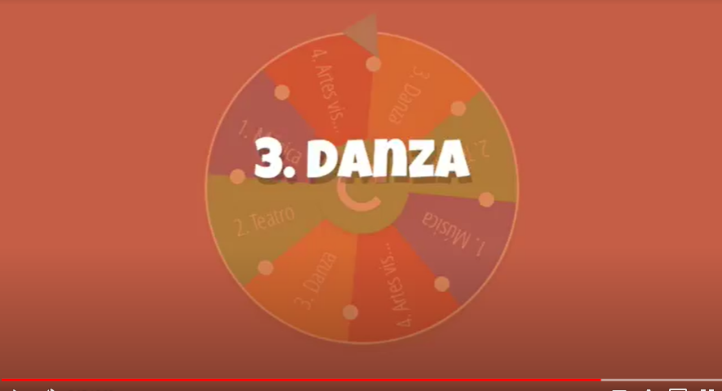 3. DANZA
4. Artes vis...
3. Danza
1. Música
2. Teatro
1. Música
3. Danza
4. Artes vis...